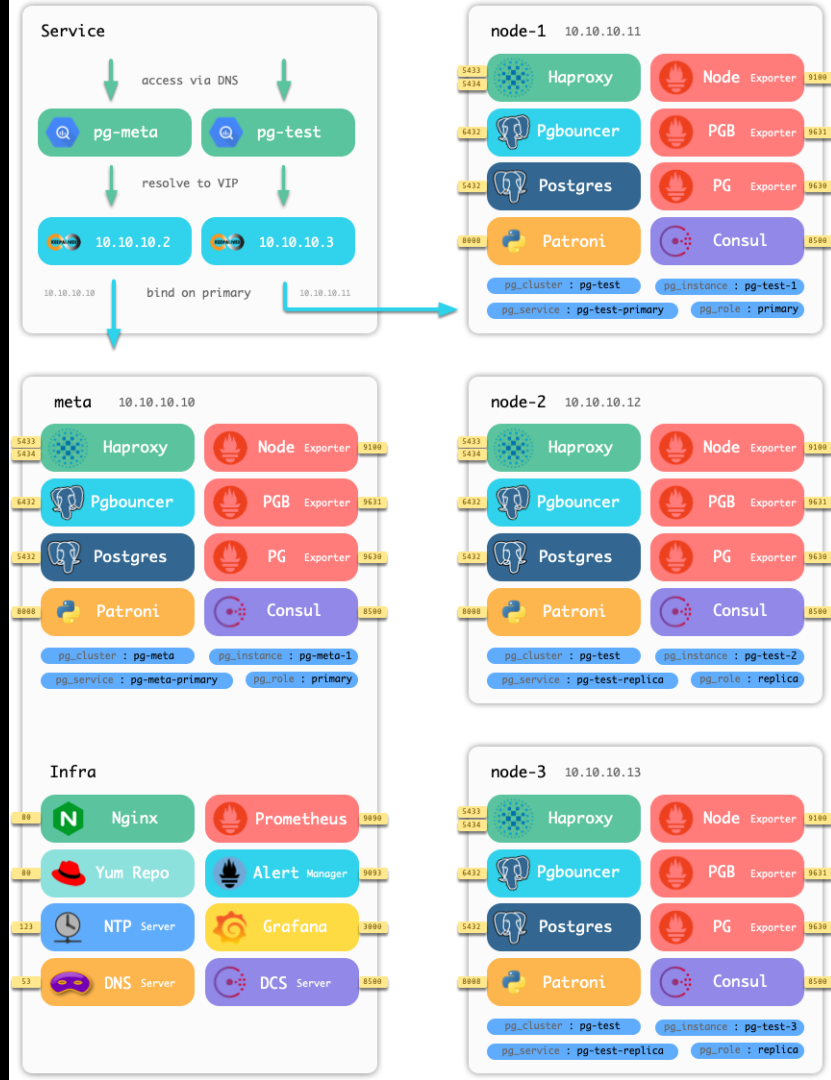 Service
access via DNS
pg-meta pg-test
resolve to VIP
KEEPALIVED 10.10.10.2 KEEPALIVED 10.10.10.3
10.10.10.10 bind on primary 10.10.10.11
node-1 10.10.10.11
5433 Haproxy Node Exporter 9100
5434
6432 Pgbouncer PGB Exporter 9631
5432 Postgres PG Exporter 9630
8008 Patroni Consul 8500
pg_cluster : pg-test pg_instance : pg-test-1
pg_service : pg-test-primary pg_role : primary
meta 10.10.10.10
5433 Haproxy Node Exporter 9100
5434
6432 Pgbouncer PGB Exporter 9631
5432 Postgres PG Exporter 9630
8008 Patroni Consul 8500
pg_cluster : pg-meta pg_instance : pg-meta-1
pg_service : pg-meta-primary pg_role : primary
node-2 10.10.10.12
5433 Haproxy Node Exporter 9100
5434
6432 Pgbouncer PGB Exporter 9631
5432 Postgres PG Exporter 9630
8008 Patroni Consul 8500
pg_cluster : pg-test pg_instance : pg-test-2
pg_service : pg-test-replica pg_role : replica
Infra
80 N Nginx Prometheus 9090
80 Yum Repo Alert Manager 9093
123 NTP Server Grafana 3000
53 DNS Server DCS Server 8500
node-3 10.10.10.13
5433 Haproxy Node Exporter 9100
5434
6432 Pgbouncer PGB Exporter 9631
5432 Postgres PG Exporter 9630
8008 Patroni Consul 8500
pg_cluster : pg-test pg_instance : pg-test-3
pg_service : pg-test-replica pg_role : replica